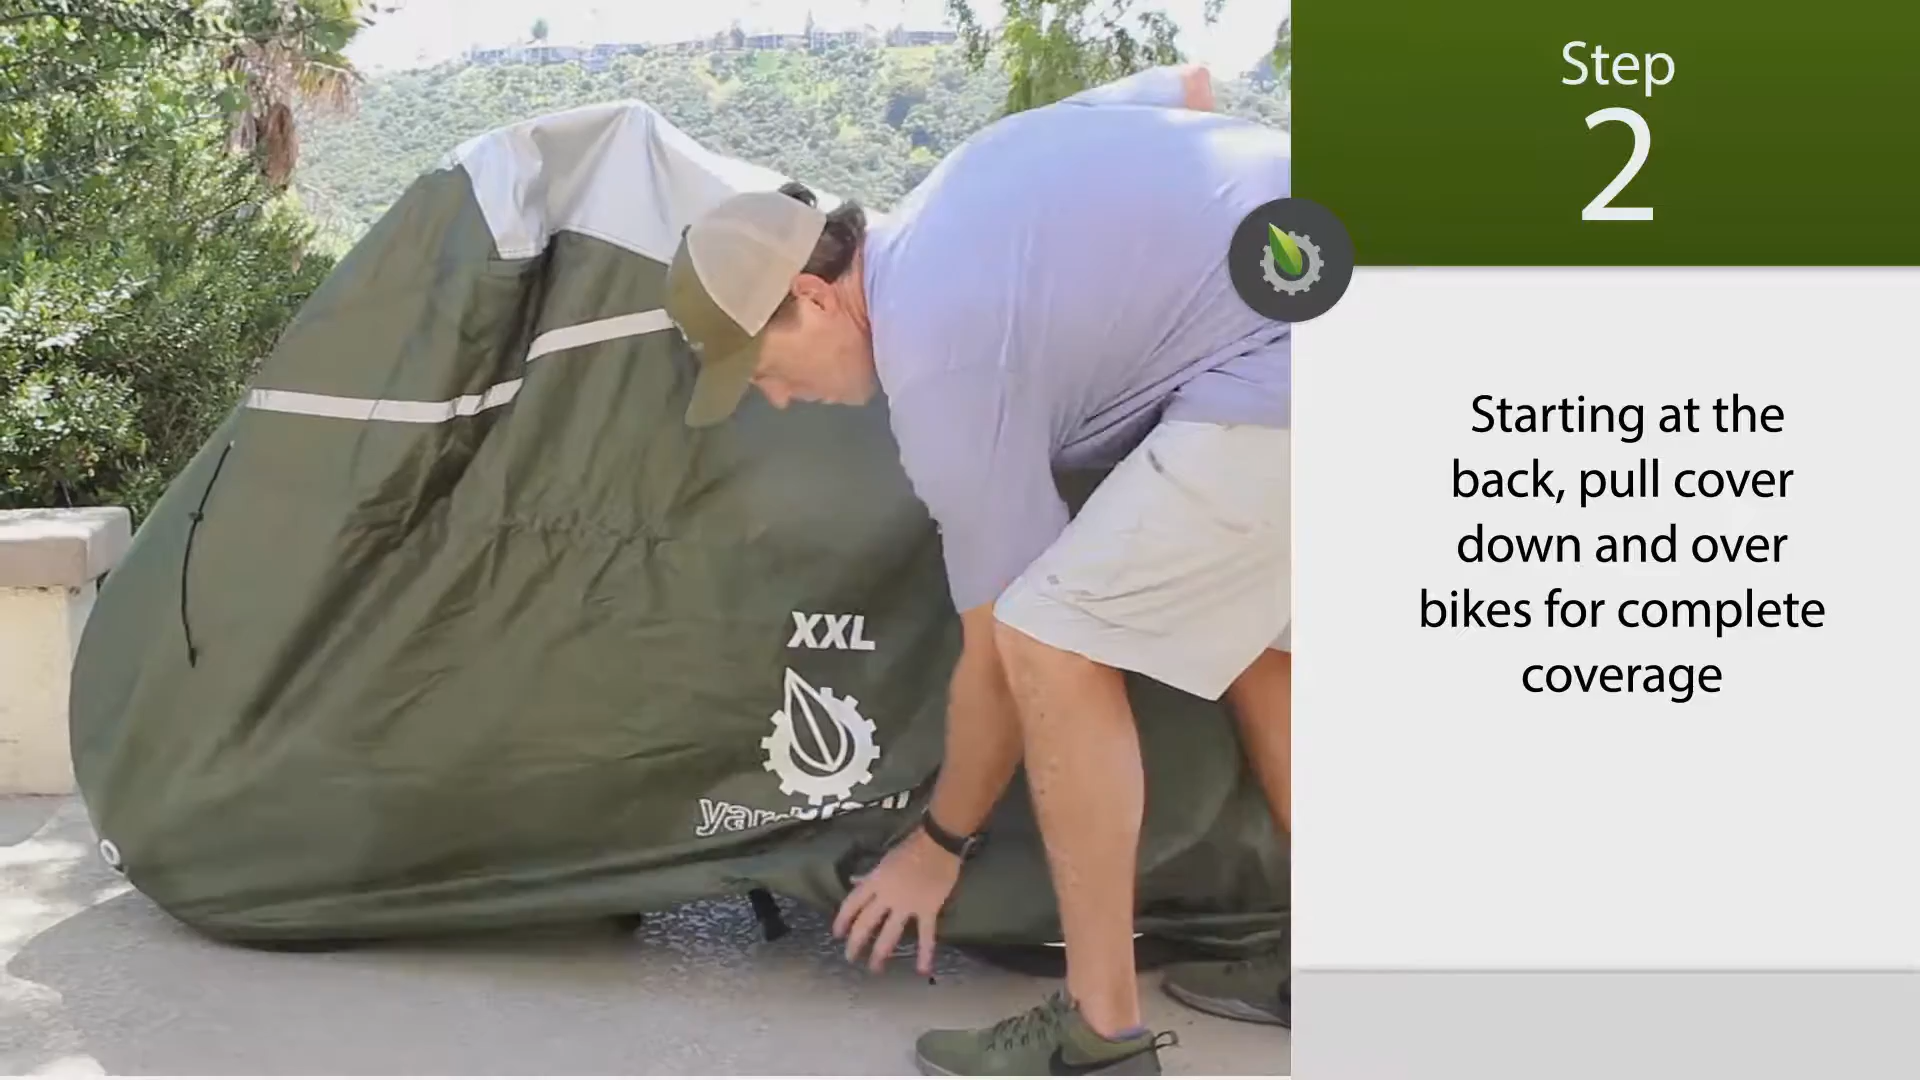 Step
2
Starting at the
back, pull cover
down and over
bikes for complete
coverage
XXL